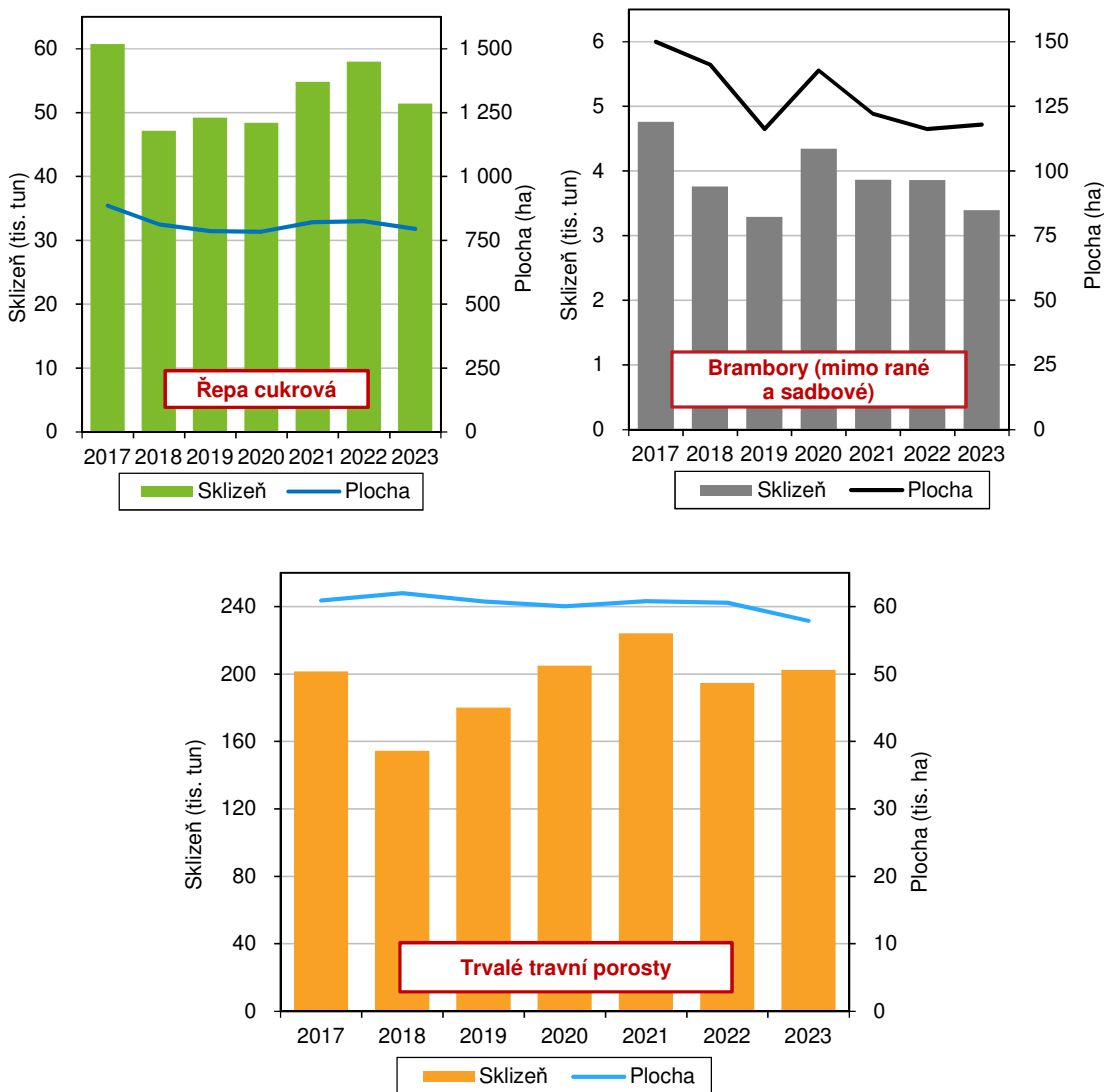 60
50
40
30
20
10
0
Sklizeň (tis. tun)
1 500
1 250
1 000
750
500
250
0
Plocha (ha)
Řepa cukrová
2017 2018 2019 2020 2021 2022 2023
Sklizeň Plocha
6
5
4
3
2
1
0
Sklizeň (tis. tun)
150
125
100
75
50
25
0
Plocha (ha)
Brambory (mimo rané
a sadbové)
2017 2018 2019 2020 2021 2022 2023
Sklizeň Plocha
240
200
160
120
80
40
0
Sklizeň (tis. tun)
60
50
40
30
20
10
0
Plocha (tis. ha)
Trvalé travní porosty
2017 2018 2019 2020 2021 2022 2023
Sklizeň Plocha